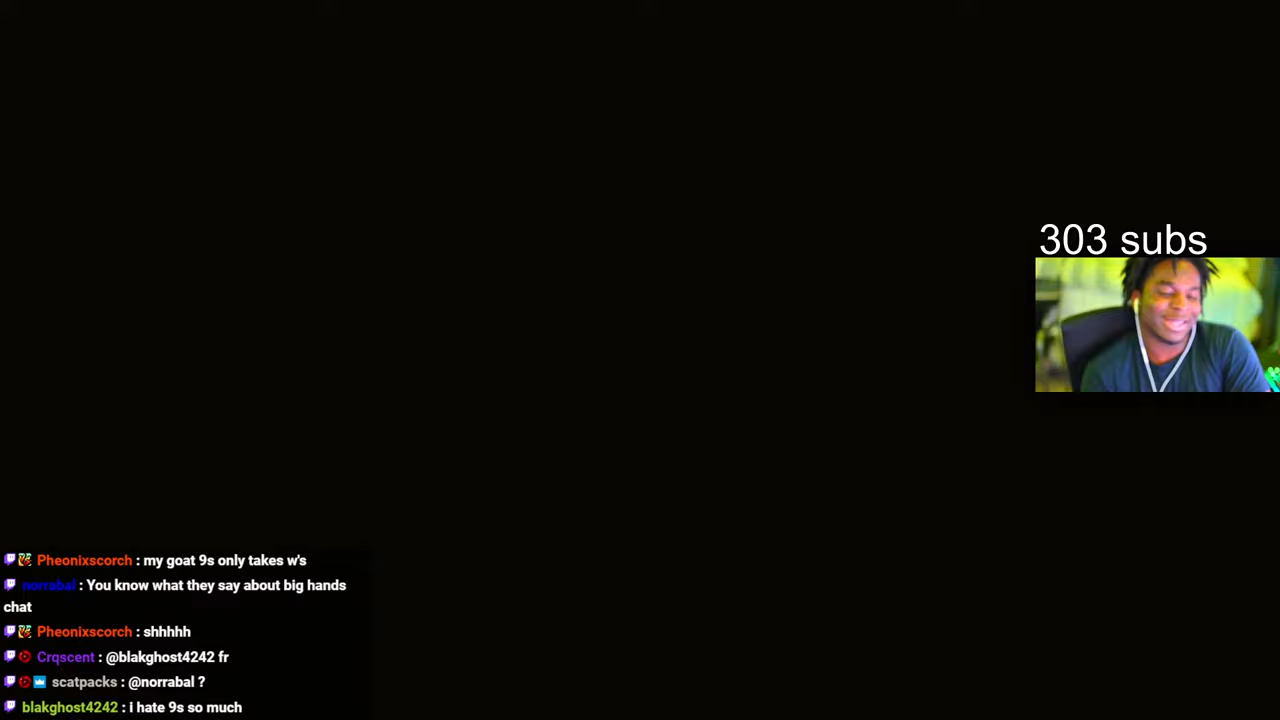 303 subs
Pheonixscorch : my goat 9s only takes w's
norrabal : You know what they say about big hands
chat
Pheonixscorch : shhhhh
Crqscent : @blakghost4242 fr
scatpacks : @norrabal ?
blakghost4242 : i hate 9s so much